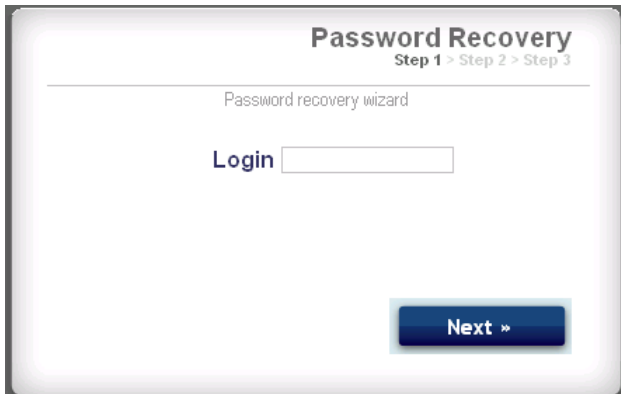 Password Recovery
Step 1 > Step 2 > Step 3
Password recovery wizard
Login
Next »